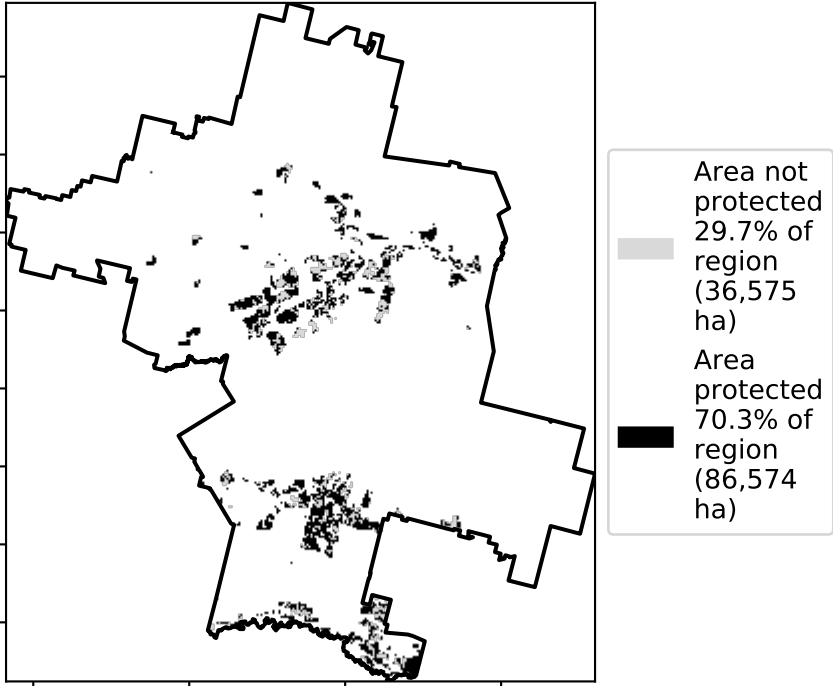 Area not
protected
29.7% of
region
(36,575
ha)
Area
protected
70.3% of
region
(86,574
ha)